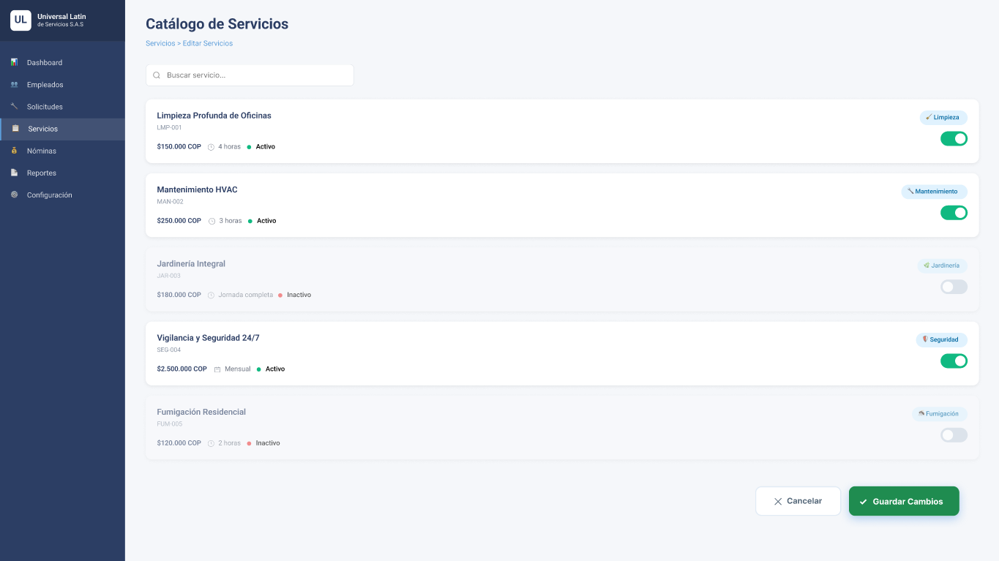 UL
Universal Latin
de Servicios S.A.S
Dashboard
Empleados
Solicitudes
Servicios
Nóminas
Reportes
Configuración
Catálogo de Servicios
Servicios > Editar Servicios
Buscar servicio...
Limpieza Profunda de Oficinas
LMP-001
$150.000 COP 4 horas Activo
Limpieza
Mantenimiento HVAC
MAN-002
$250.000 COP 3 horas Activo
Mantenimiento
Jardinería Integral
JAR-003
$180.000 COP Jornada completa Inactivo
Jardinería
Vigilancia y Seguridad 24/7
SEG-004
$2.500.000 COP Mensual Activo
Seguridad
Fumigación Residencial
FUM-005
$120.000 COP 2 horas Inactivo
Fumigación
Cancelar
Guardar Cambios